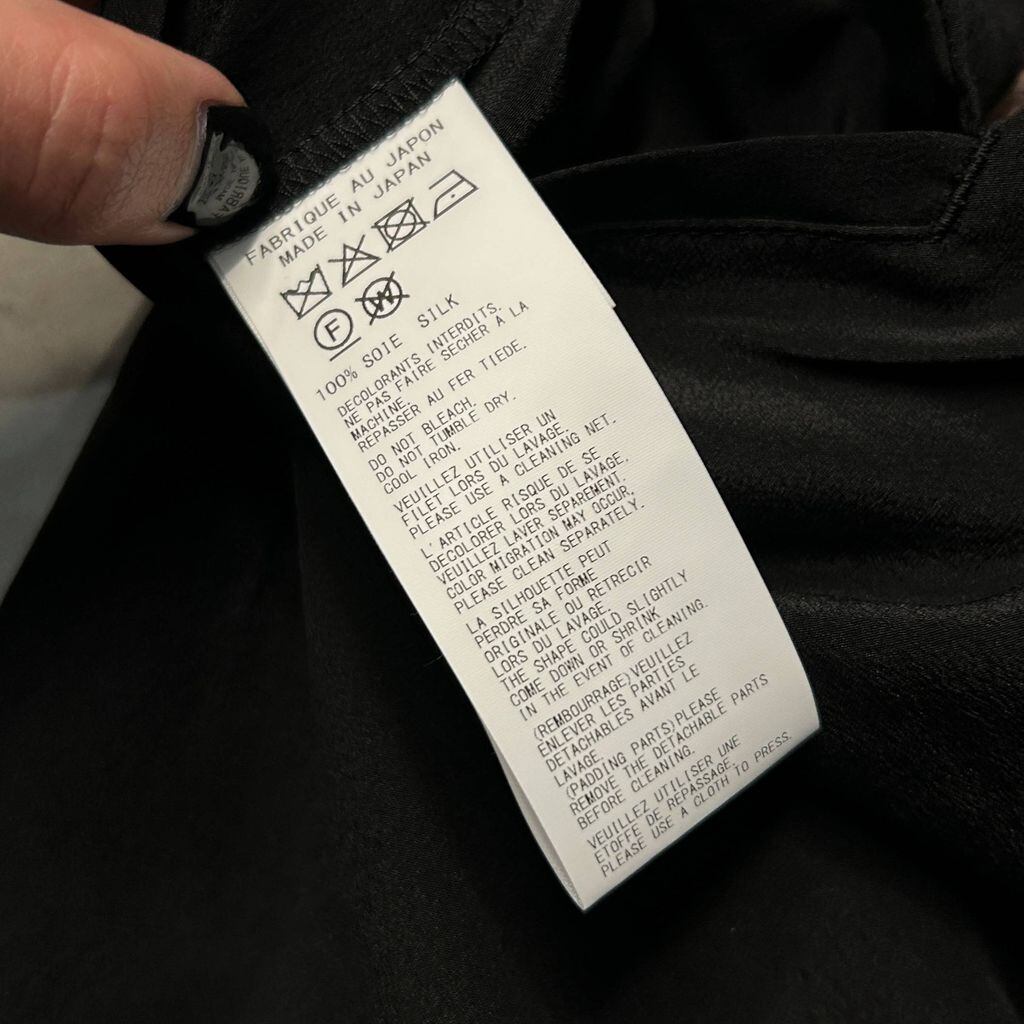 FABRIQUE AU JAPON
MADE IN JAPAN
F W
100% SOIE SILK
DECOLORANTS INTERDITS.
NE PAS FAIRE SECHER À LA
MACHINE.
REPASSER AU FER TIEDE.
DO NOT BLEACH.
DO NOT TUMBLE DRY.
COOL IRON.
VEUILLEZ UTILISER UN
FILET LORS DU LAVAGE.
PLEASE USE A CLEANING NET.
L'ARTICLE RISQUE DE SE
DECOLORER LORS DU LAVAGE.
VEUILLEZ LAVER SEPAREMENT.
COLOR MIGRATION MAY OCCUR.
PLEASE CLEAN SEPARATELY.
LA SILHOUETTE PEUT
PERDRE SA FORME
ORIGINALE OU RETRECIR
LORS DU LAVAGE.
THE SHAPE COULD SLIGHTLY
COME DOWN OR SHRINK
IN THE EVENT OF CLEANING.
(REMBOURRAGE)VEUILLEZ
ENLEVER LES PARTIES
DETACHABLES AVANT LE
LAVAGE.
(PADDING PARTS)PLEASE
REMOVE THE DETACHABLE PARTS
BEFORE CLEANING.
VEUILLEZ UTILISER UNE
ETOFFE DE REPASSAGE.
PLEASE USE A CLOTH TO PRESS.